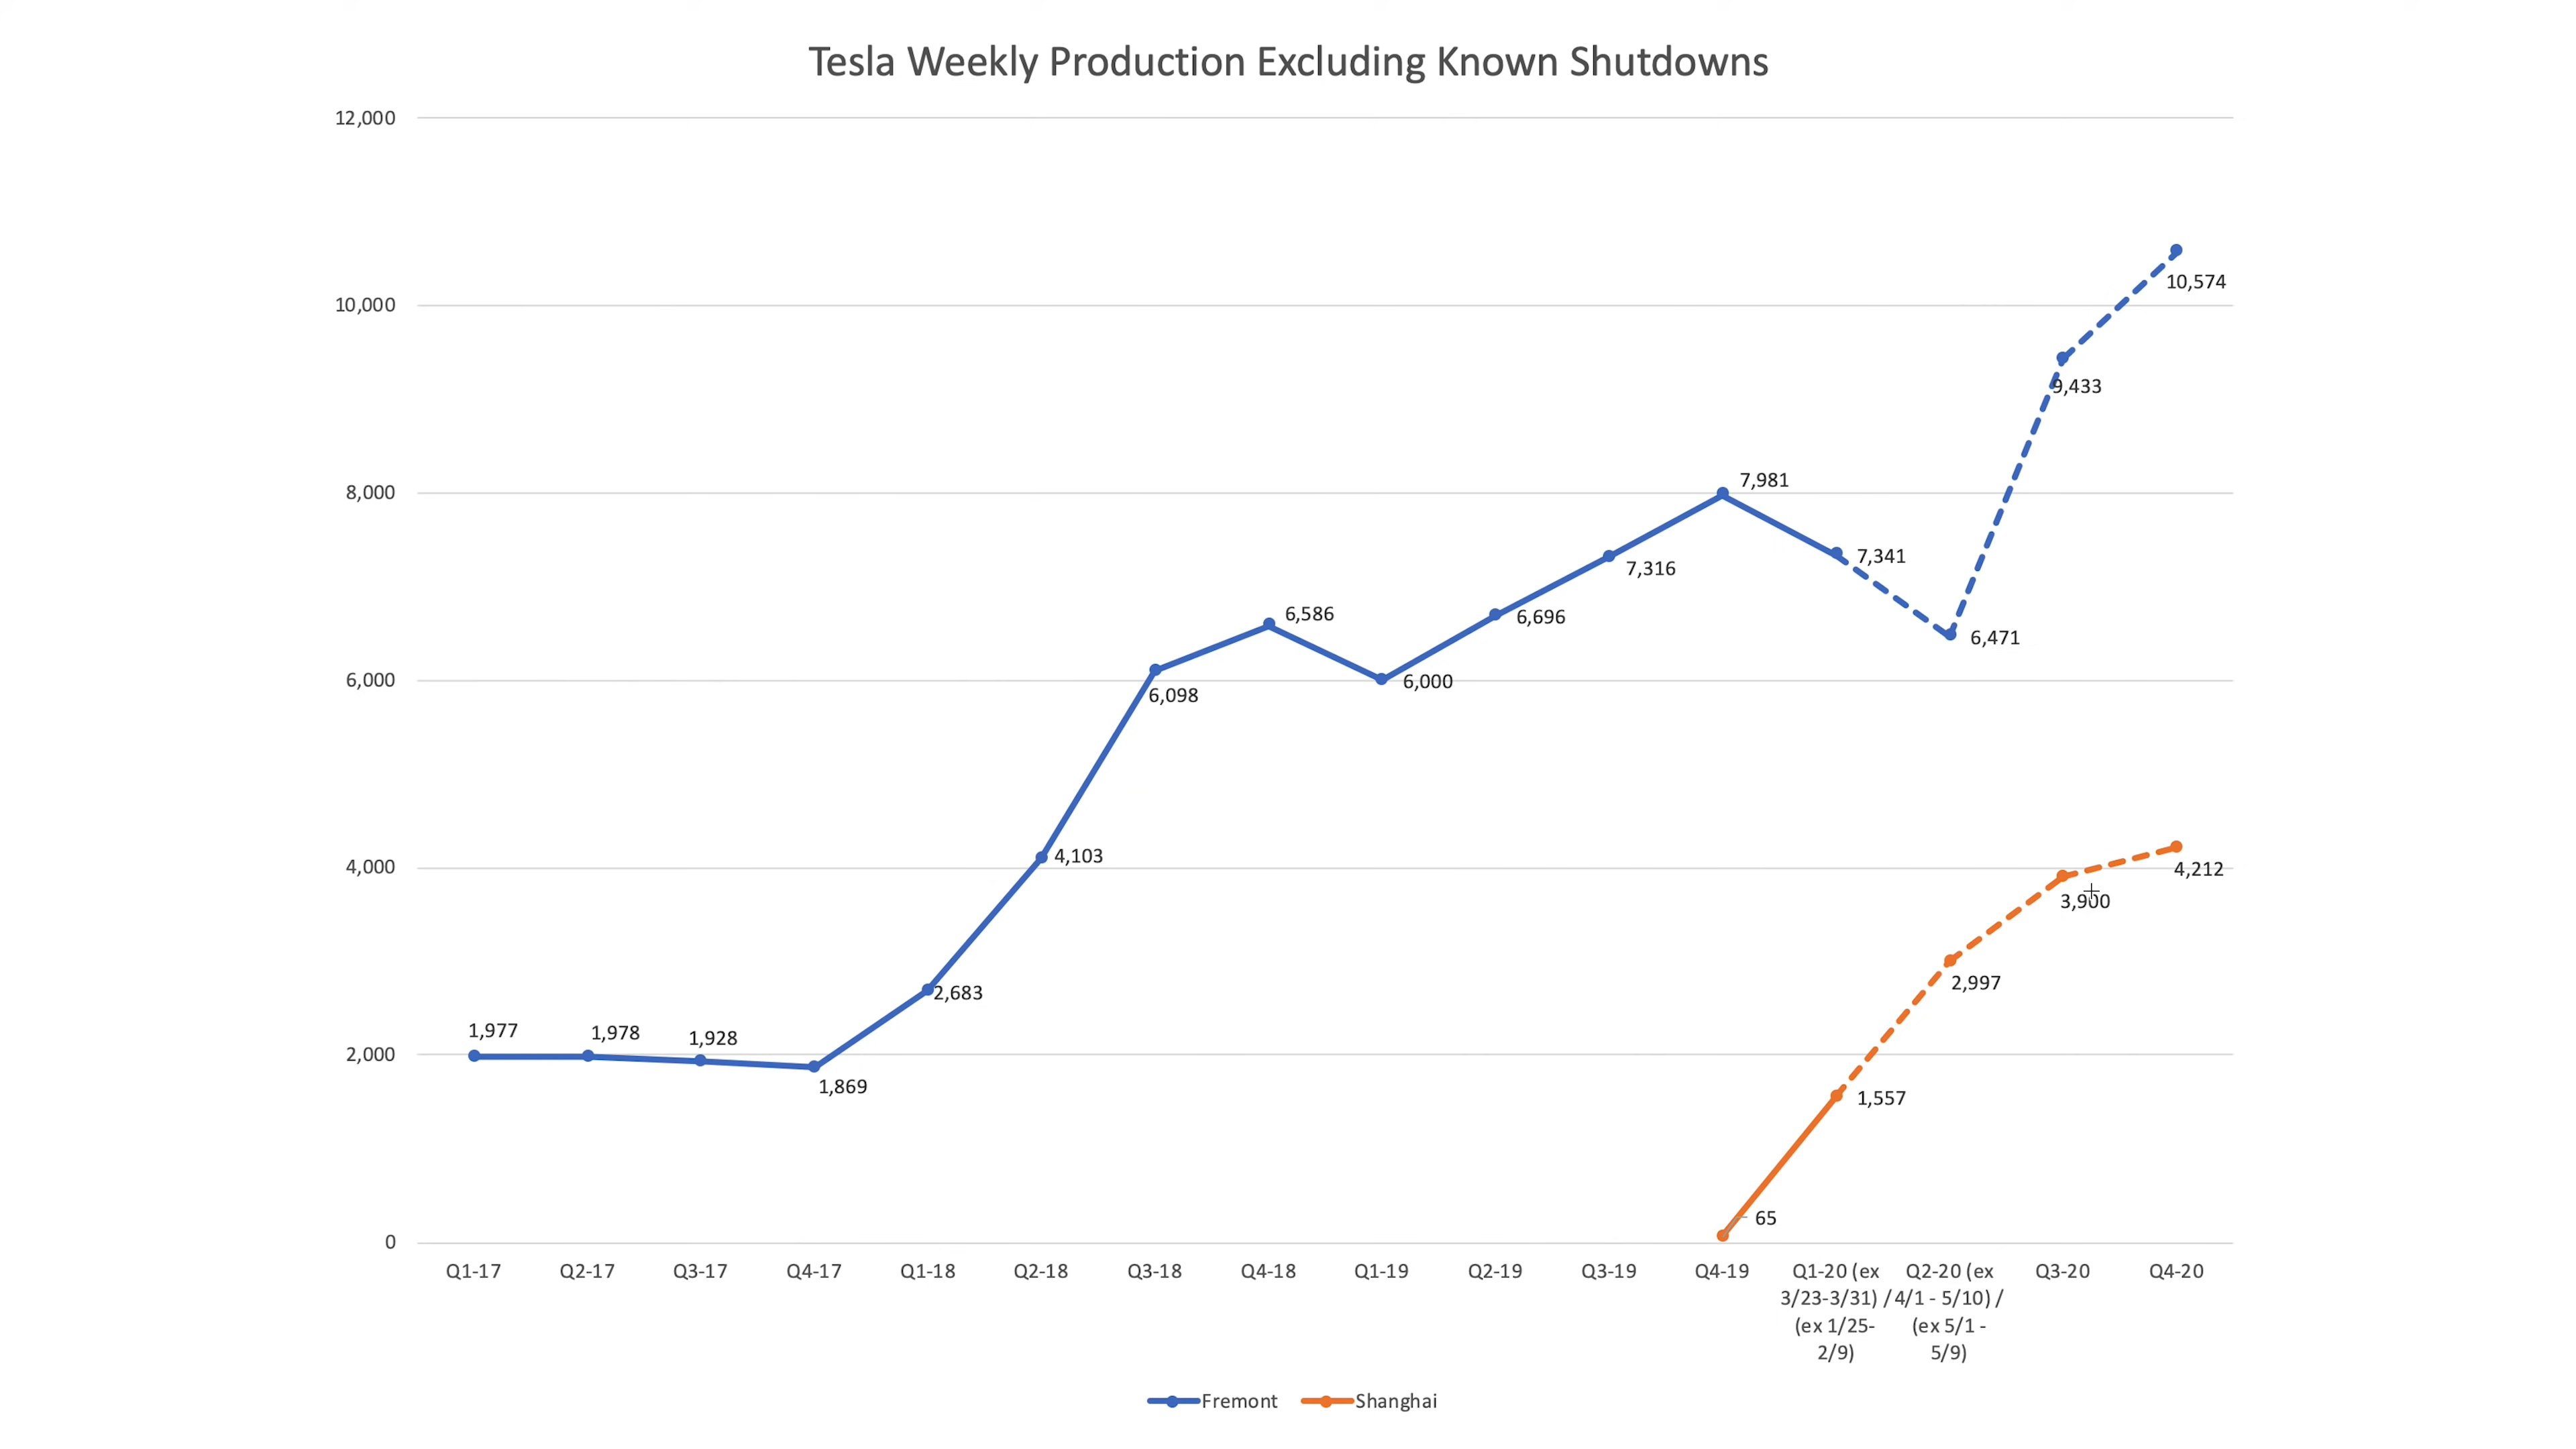 Tesla Weekly Production Excluding Known Shutdowns
12,000
10,000
8,000
6,000
4,000
2,000
0
1,977
1,978
1,928
1,869
2,683
4,103
6,098
6,586
6,000
6,696
7,316
7,981
7,341
6,471
9,433
10,574
65
1,557
2,997
3,900
4,212
Q1-17
Q2-17
Q3-17
Q4-17
Q1-18
Q2-18
Q3-18
Q4-18
Q1-19
Q2-19
Q3-19
Q4-19
Q1-20 (ex
3/23-3/31) /
(ex 1/25-
2/9)
Q2-20 (ex
4/1 - 5/10) /
(ex 5/1 -
5/9)
Q3-20
Q4-20
Fremont
Shanghai